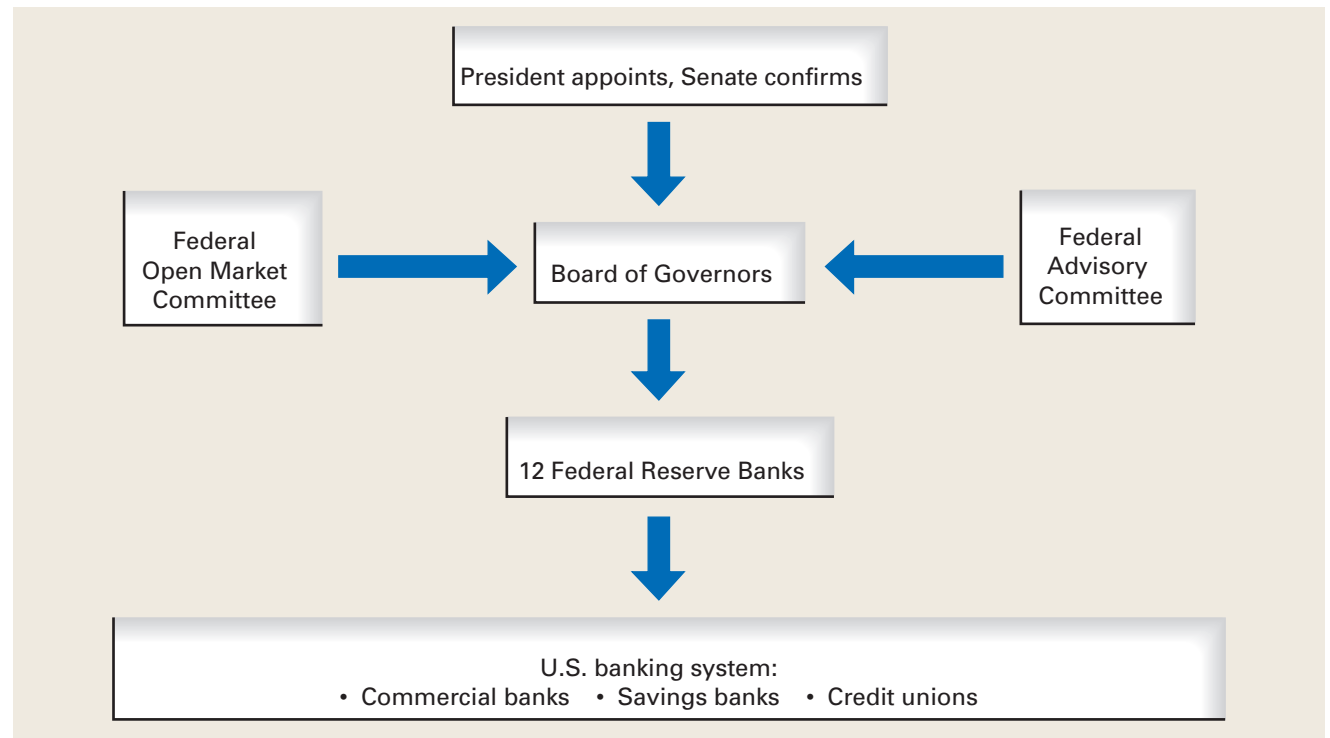 President appoints, Senate confirms
Federal
Open Market
Committee
Board of Governors
Federal
Advisory
Committee
12 Federal Reserve Banks
U.S. banking system:
• Commercial banks • Savings banks • Credit unions